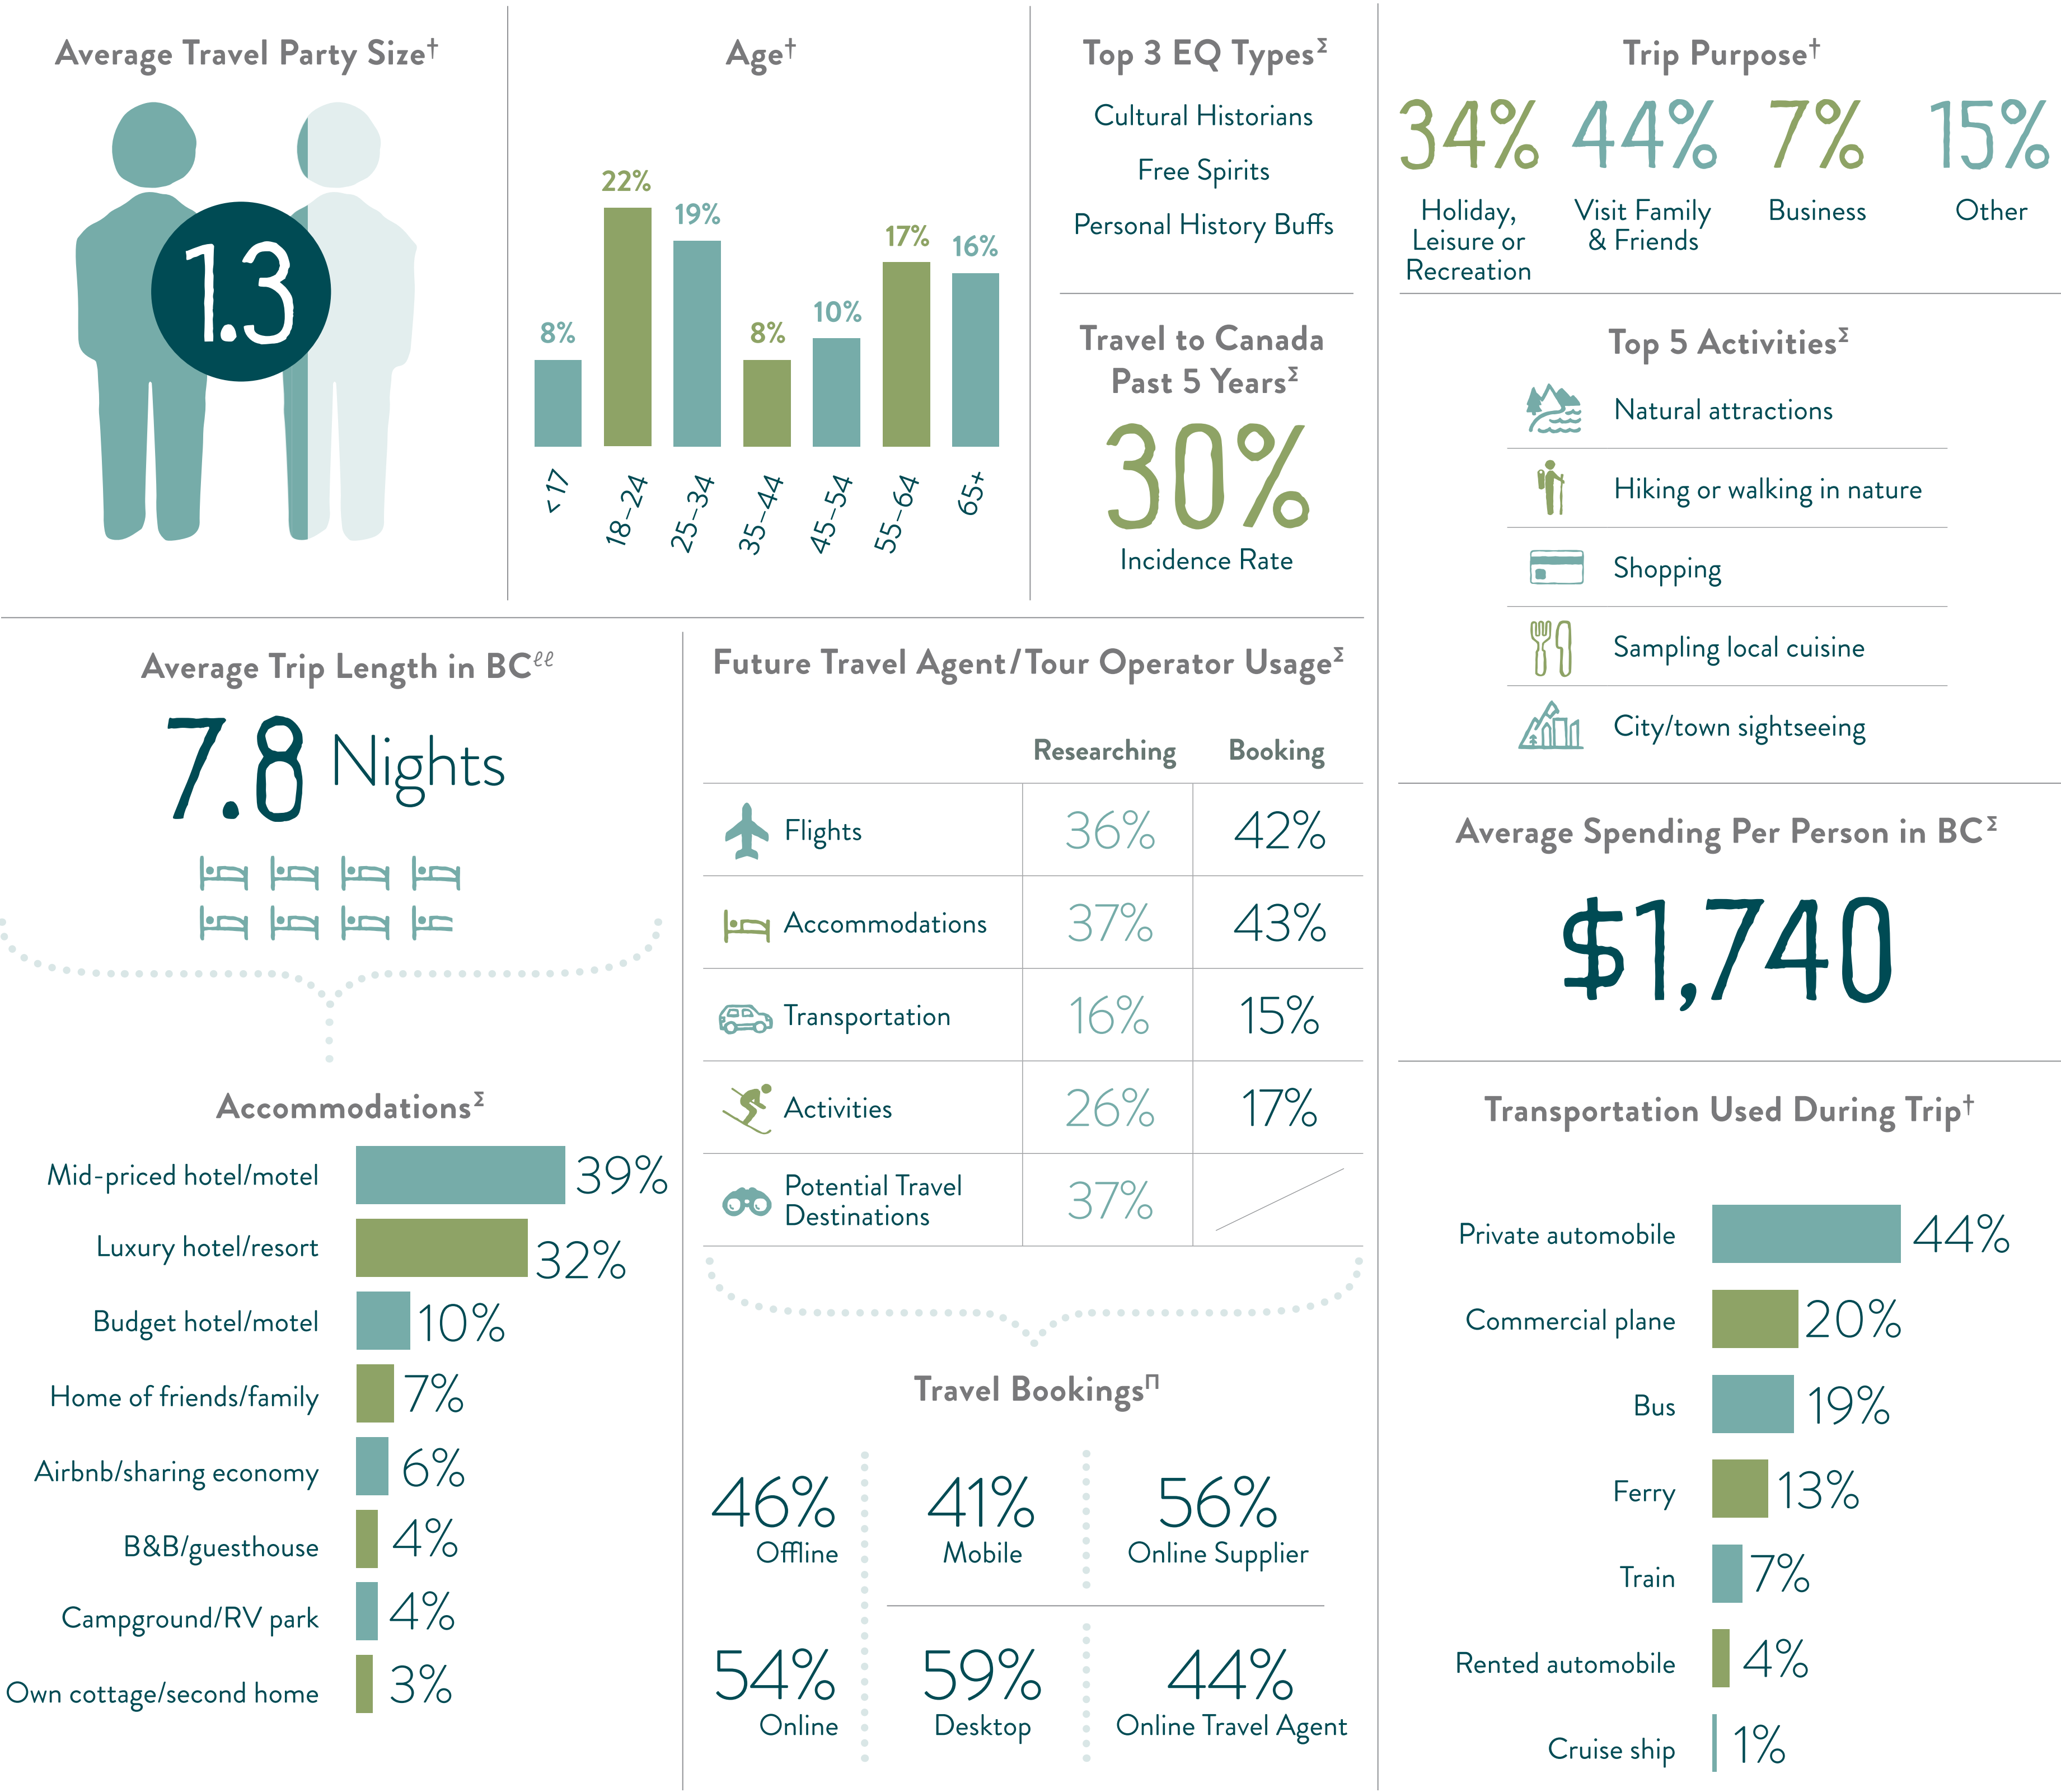 Average Travel Party Size†
1.3
Age†
8%
22%
19%
8%
10%
17%
16%
<17
18–24
25–34
35–44
45–54
55–64
65+
Top 3 EQ Types Σ
Cultural Historians
Free Spirits
Personal History Buffs
Travel to Canada
Past 5 Years Σ
30%
Incidence Rate
Trip Purpose†
34%
Holiday,
Leisure or
Recreation
44%
Visit Family
& Friends
7%
Business
15%
Other
Top 5 Activities Σ
Natural attractions
Hiking or walking in nature
Shopping
Sampling local cuisine
City/town sightseeing
Average Trip Length in BC ℓℓ
7.8 Nights
Accommodations Σ
Mid-priced hotel/motel 39%
Luxury hotel/resort 32%
Budget hotel/motel 10%
Home of friends/family 7%
Airbnb/sharing economy 6%
B&B/guesthouse 4%
Campground/RV park 4%
Own cottage/second home 3%
Future Travel Agent/Tour Operator Usage Σ
Researching Booking
Flights 36% 42%
Accommodations 37% 43%
Transportation 16% 15%
Activities 26% 17%
Potential Travel
Destinations 37%
Travel Bookings Π
46%
Offline
41%
Mobile
56%
Online Supplier
54%
Online
59%
Desktop
44%
Online Travel Agent
Average Spending Per Person in BC Σ
$1,740
Transportation Used During Trip†
Private automobile 44%
Commercial plane 20%
Bus 19%
Ferry 13%
Train 7%
Rented automobile 4%
Cruise ship 1%